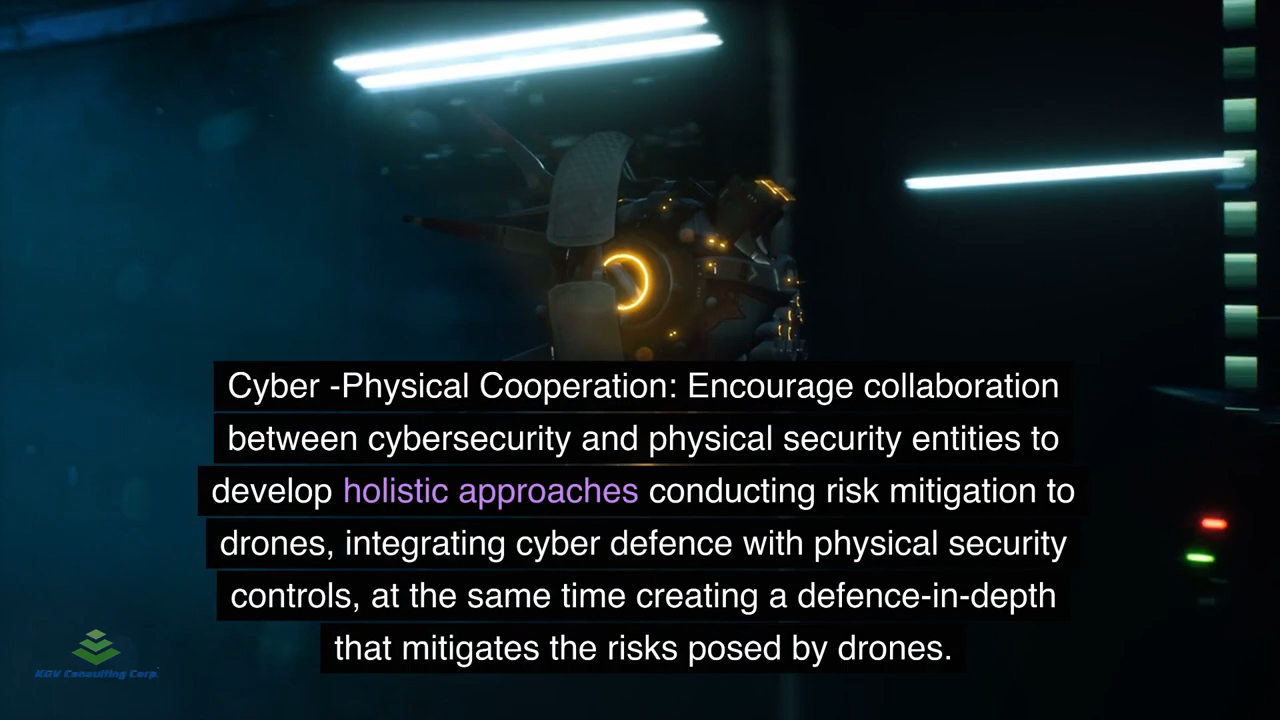 Cyber -Physical Cooperation: Encourage collaboration
between cybersecurity and physical security entities to
develop holistic approaches conducting risk mitigation to
drones, integrating cyber defence with physical security
controls, at the same time creating a defence-in-depth
that mitigates the risks posed by drones.
KGV Consulting Corp.